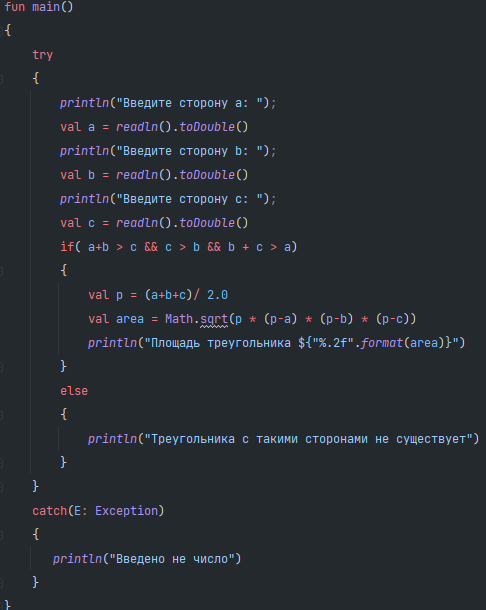 fun main()
{
try
{
println("Введите сторону a: ");
val a = readln().toDouble()
println("Введите сторону b: ");
val b = readln().toDouble()
println("Введите сторону c: ");
val c = readln().toDouble()
if( a+b > c && c > b && b + c > a)
{
val p = (a+b+c)/ 2.0
val area = Math.sqrt(p * (p-a) * (p-b) * (p-c))
println("Площадь треугольника ${"%.2f".format(area)}")
}
else
{
println("Треугольника с такими сторонами не существует")
}
}
catch(E: Exception)
{
println("Введено не число")
}
}